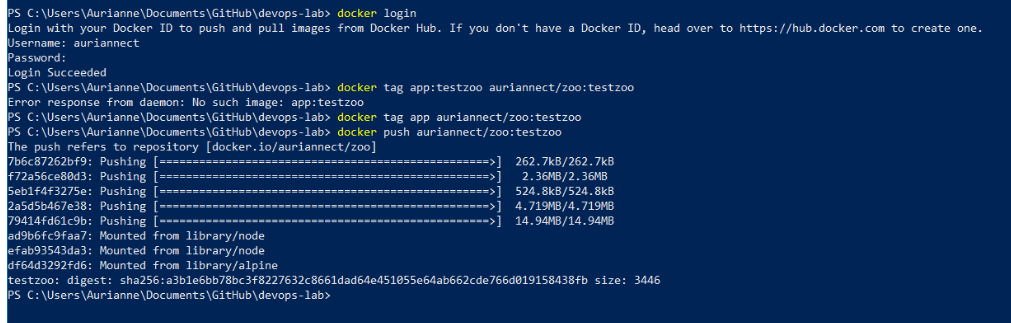 PS C:\Users\Aurianne\Documents\GitHub\devops-lab> docker login
Login with your Docker ID to push and pull images from Docker Hub. If you don't have a Docker ID, head over to https://hub.docker.com to create one.
Username: auriannect
Password:
Login Succeeded
PS C:\Users\Aurianne\Documents\GitHub\devops-lab> docker tag app:testzoo auriannect/zoo:testzoo
Error response from daemon: No such image: app:testzoo
PS C:\Users\Aurianne\Documents\GitHub\devops-lab> docker tag app auriannect/zoo:testzoo
PS C:\Users\Aurianne\Documents\GitHub\devops-lab> docker push auriannect/zoo:testzoo
The push refers to repository [docker.io/auriannect/zoo]
7b6c87262bf9: Pushing [==================================================>]  262.7kB/262.7kB
f72a56ce80d3: Pushing [==================================================>]   2.36MB/2.36MB
5eb1f4f3275e: Pushing [==================================================>]  524.8kB/524.8kB
2a5d5b467e38: Pushing [==================================================>]  4.719MB/4.719MB
79414fd61c9b: Pushing [==================================================>]  14.94MB/14.94MB
ad9b6fc9faa7: Mounted from library/node
efab93543da3: Mounted from library/node
df64d3292fd6: Mounted from library/alpine
testzoo: digest: sha256:a3b1e6bb78bc3f8227632c8661dad64e451055e64ab662cde766d019158438fb size: 3446
PS C:\Users\Aurianne\Documents\GitHub\devops-lab>